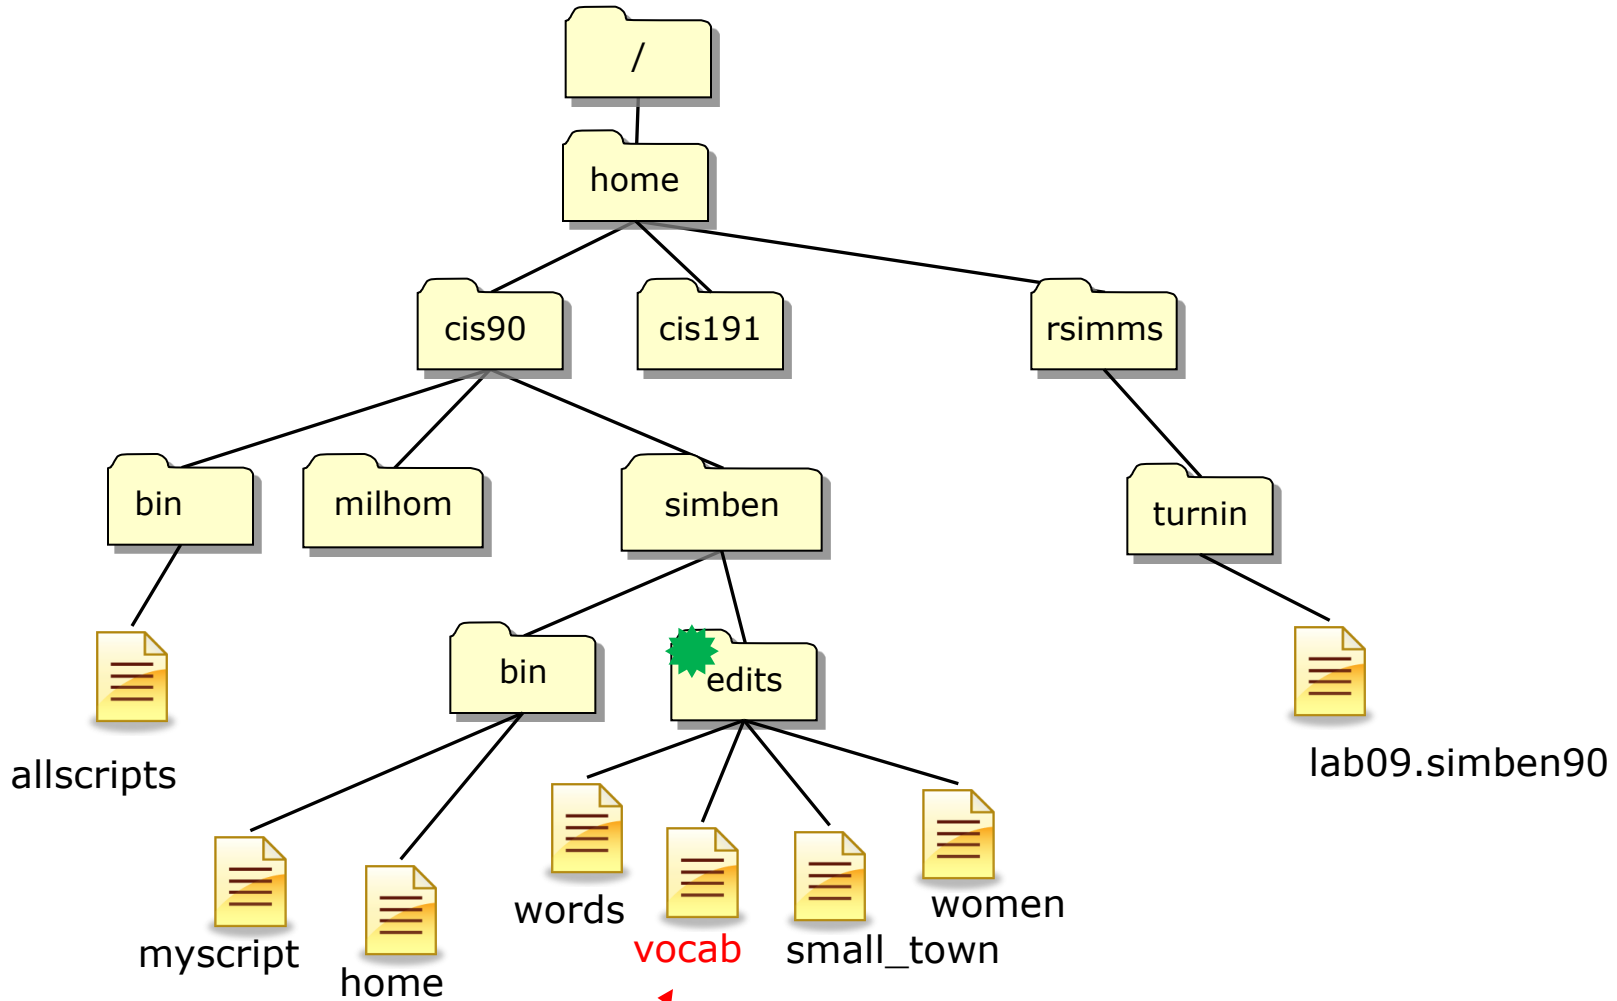 /
home
cis90
cis191
rsimms
bin
milhom
simben
turnin
bin
edits
allscripts
lab09.simben90
myscript
home
words
vocab
small_town
women